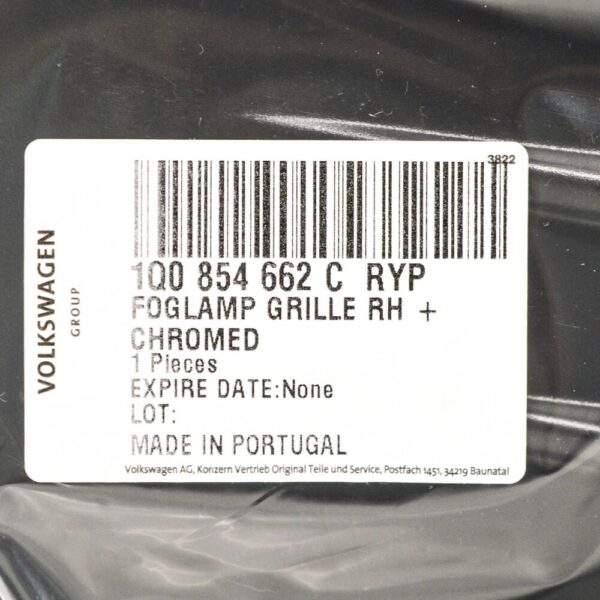 3822
VOLKSWAGEN
GROUP
1Q0 854 662 C RYP
FOGLAMP GRILLE RH +
CHROMED
1 Pieces
EXPIRE DATE:None
LOT:
MADE IN PORTUGAL
Volkswagen AG, Konzern Vertrieb Original Teile und Service, Postfach 1451, 34219 Baunatal